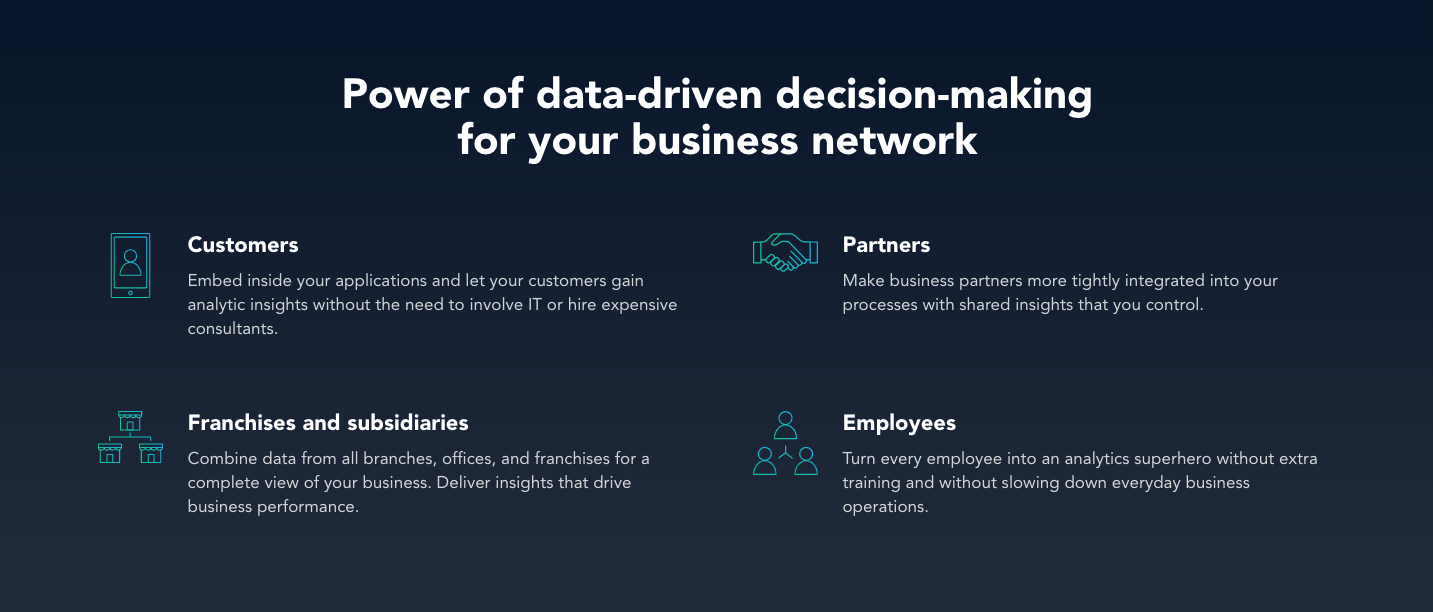 Power of data-driven decision-making
for your business network
Customers
Embed inside your applications and let your customers gain
analytic insights without the need to involve IT or hire expensive
consultants.
Partners
Make business partners more tightly integrated into your
processes with shared insights that you control.
Franchises and subsidiaries
Combine data from all branches, offices, and franchises for a
complete view of your business. Deliver insights that drive
business performance.
Employees
Turn every employee into an analytics superhero without extra
training and without slowing down everyday business
operations.